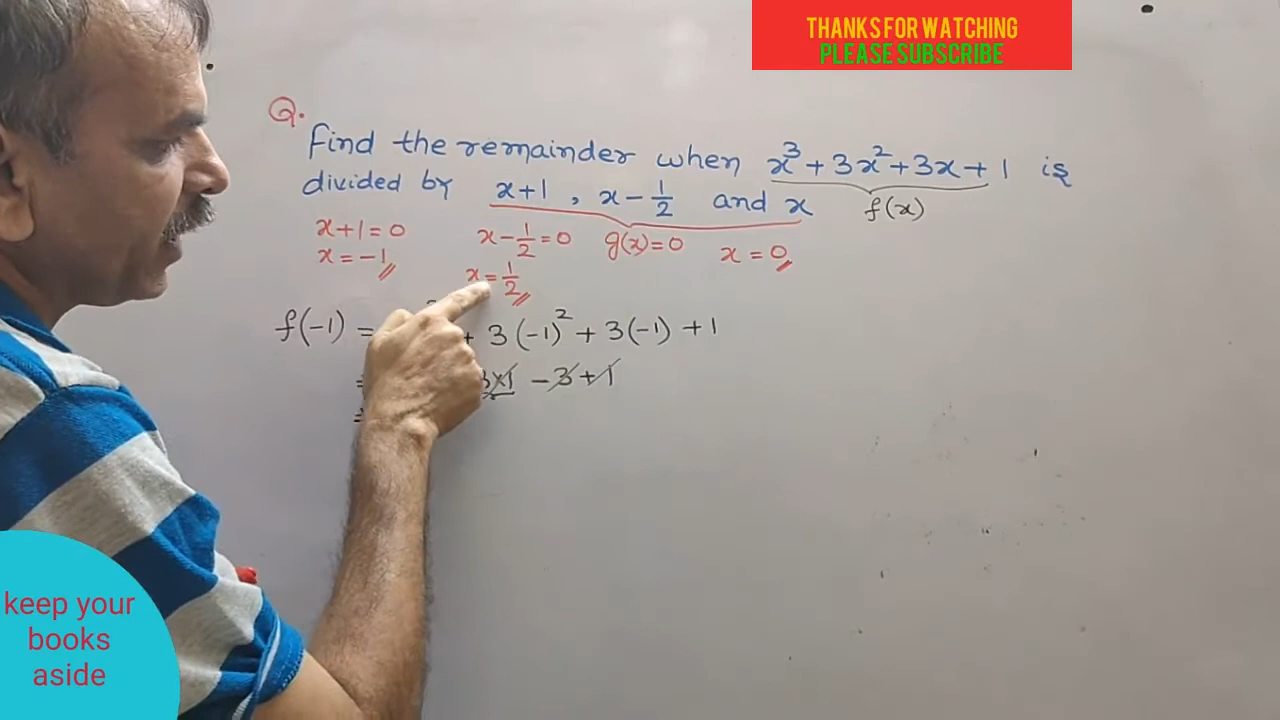 THANKS FOR WATCHING
PLEASE SUBSCRIBE
Q.
Find the remainder when x³ + 3x² + 3x + 1 is
divided by x+1 , x - 1/2 and x
f(x)
x+1 = 0 x - 1/2 = 0 g(x) = 0 x = 0
x = -1 x = 1/2
f(-1) = + 3(-1)² + 3(-1) + 1
= 3×1 - 3 + 1
=
keep your
books
aside